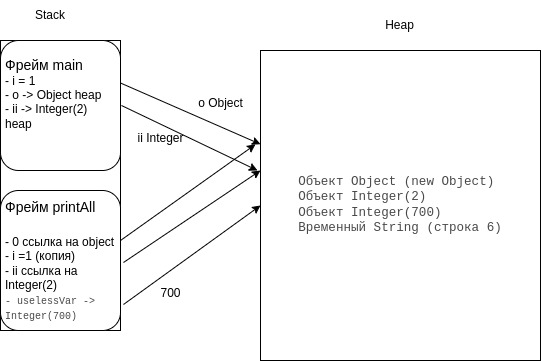 Stack
Heap
Фрейм main
- i = 1
- o -> Object heap
- ii -> Integer(2)
heap
o Object
ii Integer
Фрейм printAll
- 0 ссылка на object
- i =1 (копия)
- ii ссылка на
Integer(2)
- uselessVar ->
Integer(700)
700
Объект Object (new Object)
Объект Integer(2)
Объект Integer(700)
Временный String (строка 6)